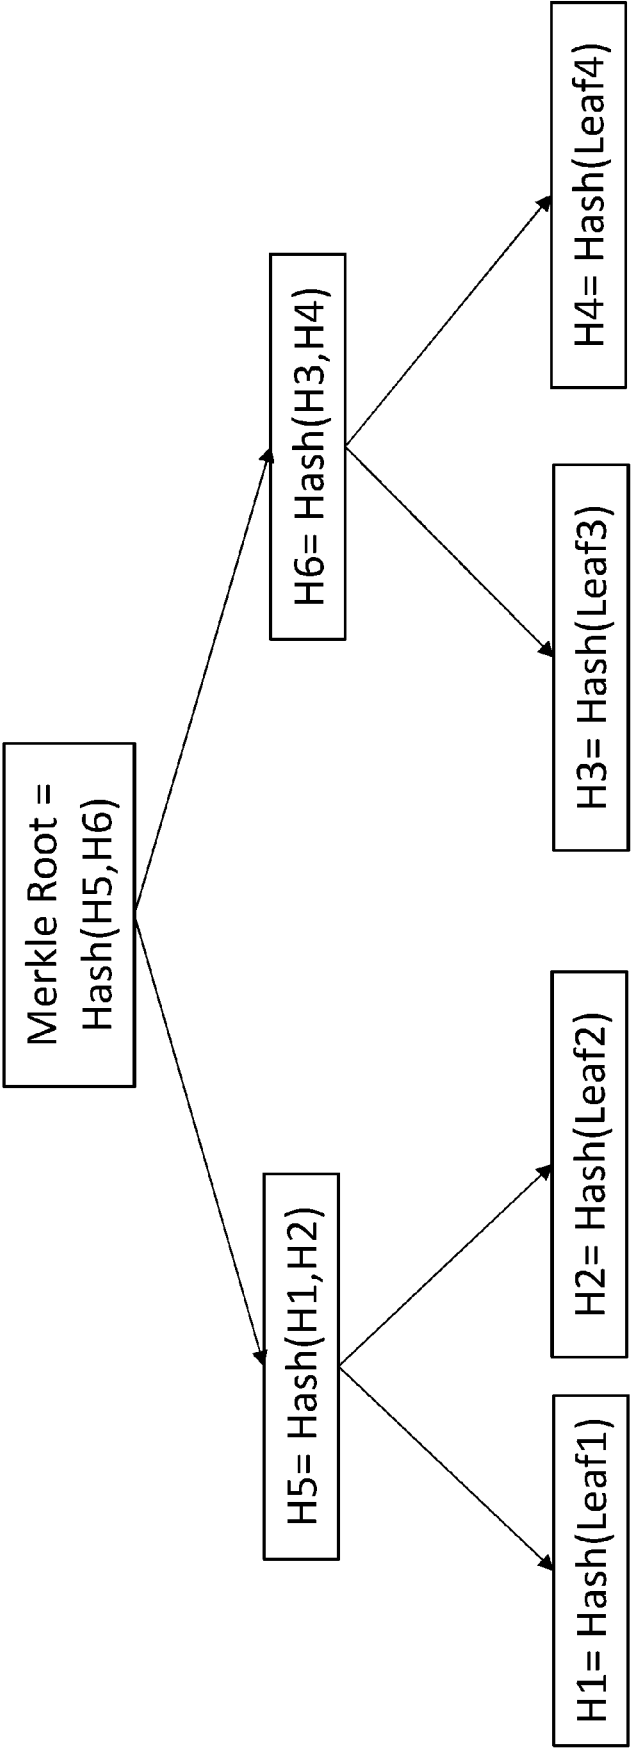 Merkle Root =
Hash(H5,H6)
H5= Hash(H1,H2)
H6= Hash(H3,H4)
H1= Hash(Leaf1)
H2= Hash(Leaf2)
H3= Hash(Leaf3)
H4= Hash(Leaf4)